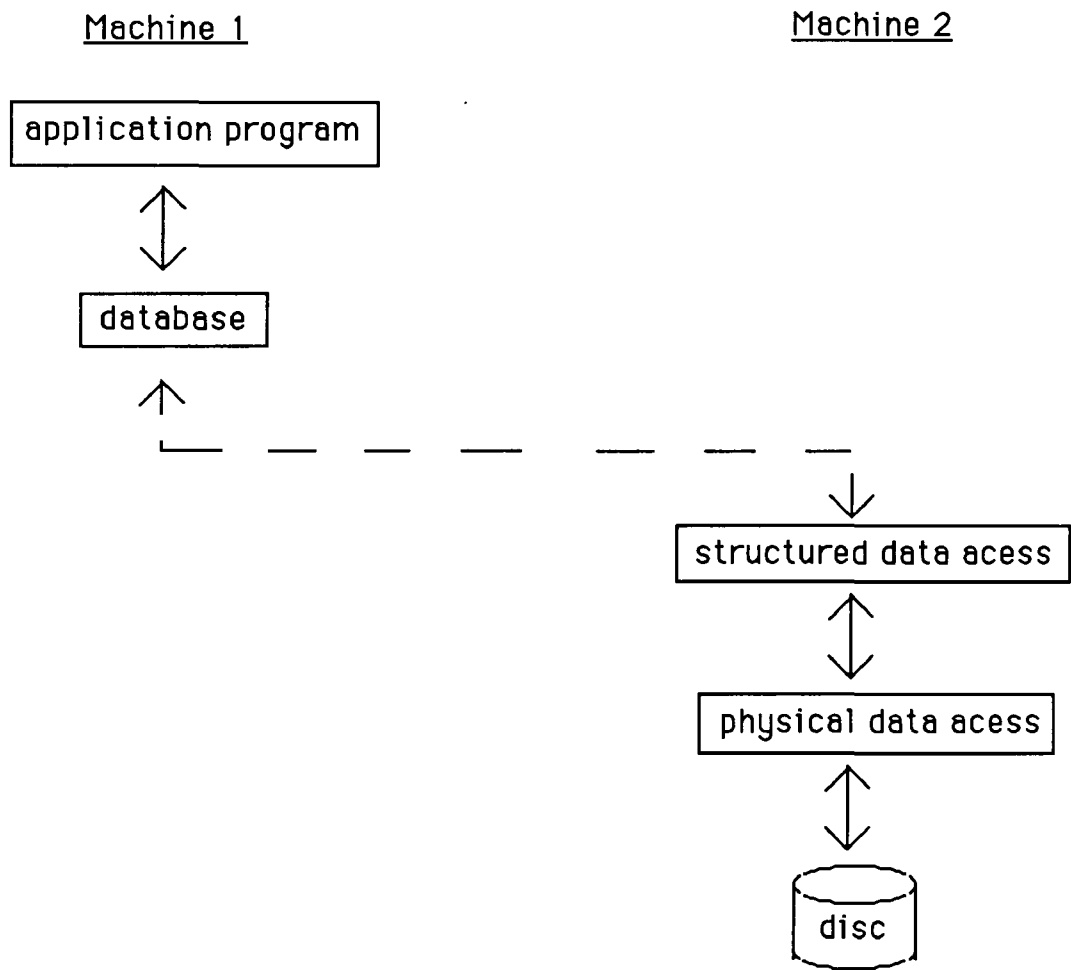 Machine 1
Machine 2
application program
database
structured data acess
physical data acess
disc